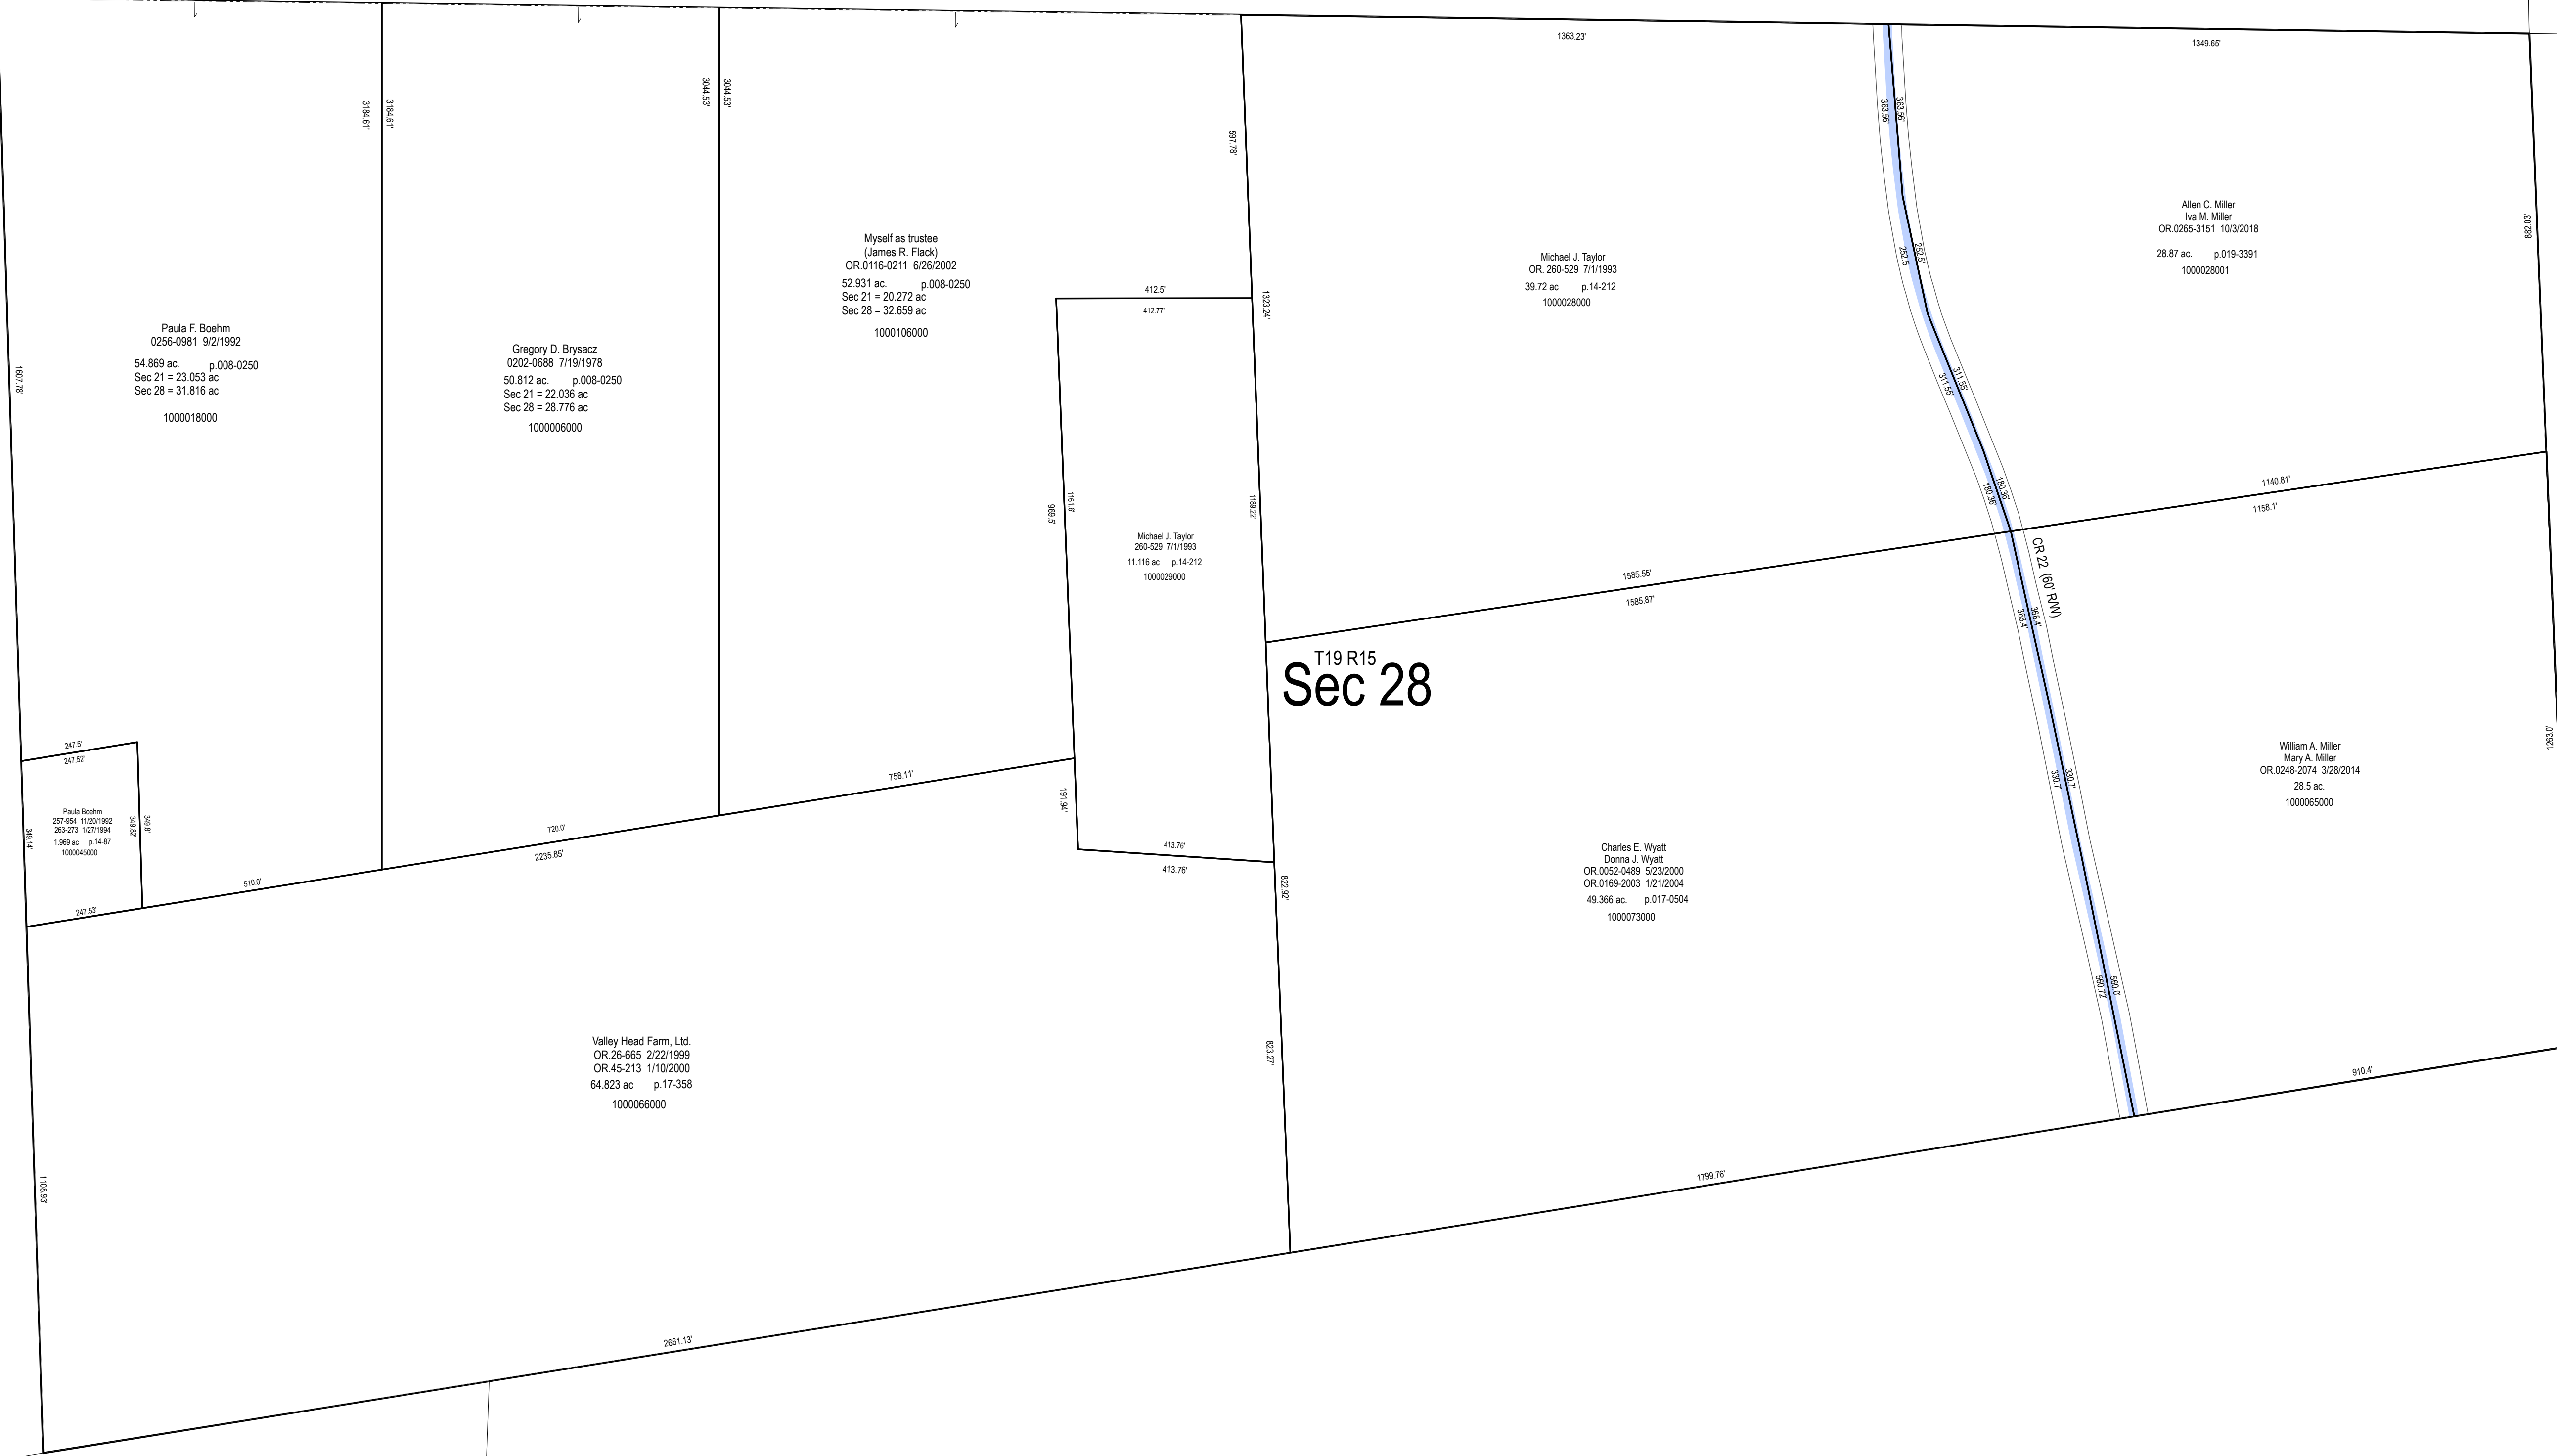 1363.23'
1349.65'
3184.61'
3184.61'
3044.53'
3044.53'
597.78'
363.56'
363.56'
882.03'
Allen C. Miller
Iva M. Miller
OR.0265-3151 10/3/2018
28.87 ac. p.019-3391
1000028001
Myself as trustee
(James R. Flack)
OR.0116-0211 6/26/2002
52.931 ac. p.008-0250
Sec 21 = 20.272 ac
Sec 28 = 32.659 ac
1000106000
Michael J. Taylor
OR. 260-529 7/1/1993
39.72 ac p.14-212
1000028000
252.5'
252.5'
412.5'
412.77'
1323.24'
Paula F. Boehm
0256-0981 9/2/1992
54.869 ac. p.008-0250
Sec 21 = 23.053 ac
Sec 28 = 31.816 ac
1000018000
Gregory D. Brysacz
0202-0688 7/19/1978
50.812 ac. p.008-0250
Sec 21 = 22.036 ac
Sec 28 = 28.776 ac
1000006000
1607.78'
311.55'
311.55'
180.36'
180.36'
1140.81'
1158.1'
969.5'
1161.6'
1189.22'
Michael J. Taylor
260-529 7/1/1993
11.116 ac p.14-212
1000029000
1585.55'
1585.87'
CR 22 (60' R/W)
368.4'
368.4'
T19 R15
Sec 28
247.5'
247.52'
758.11'
191.94'
330.7'
330.7'
1263.0'
William A. Miller
Mary A. Miller
OR.0248-2074 3/28/2014
28.5 ac.
1000065000
Paula Boehm
257-954 11/20/1992
263-273 1/27/1994
1.969 ac p.14-87
1000045000
349.14'
349.82'
349.8'
720.0'
2235.85'
413.76'
413.76'
510.0'
247.53'
822.92'
Charles E. Wyatt
Donna J. Wyatt
OR.0052-0489 5/23/2000
OR.0169-2003 1/21/2004
49.366 ac. p.017-0504
1000073000
560.72'
560.0'
Valley Head Farm, Ltd.
OR.26-665 2/22/1999
OR.45-213 1/10/2000
64.823 ac p.17-358
1000066000
823.27'
910.4'
1108.93'
1799.76'
2661.13'